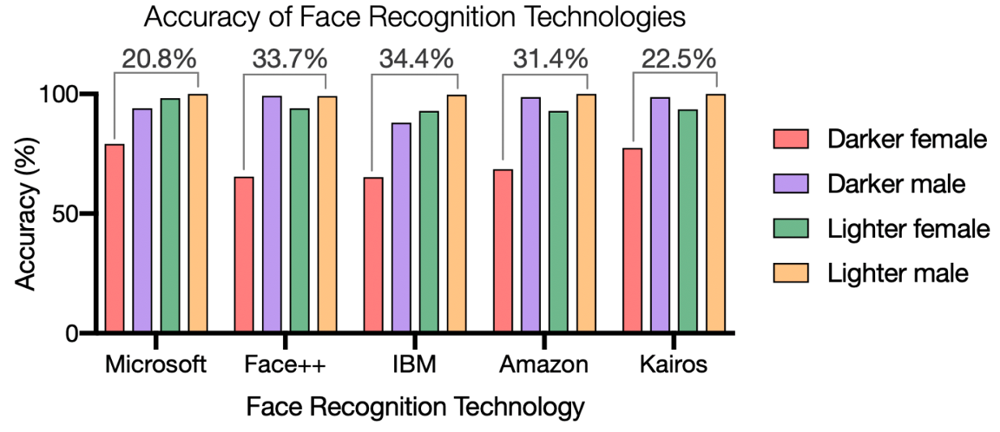 Accuracy of Face Recognition Technologies
20.8% 33.7% 34.4% 31.4% 22.5%
100
50
0
Accuracy (%)
Microsoft Face++ IBM Amazon Kairos
Face Recognition Technology
Darker female
Darker male
Lighter female
Lighter male